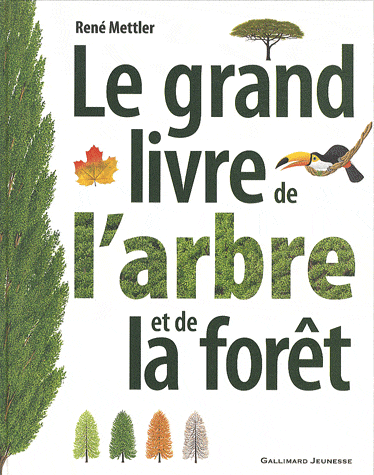 René Mettler
Le grand
livre de
l'arbre
et de
la forêt
GALLIMARD JEUNESSE